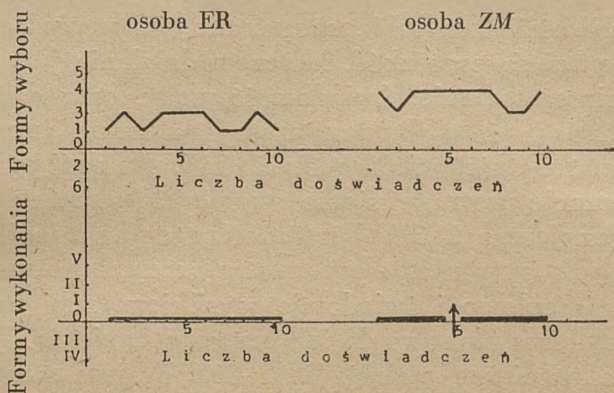 osoba ER osoba ZM
Formy wyboru
5
4
3
1
0
5 10 5 10
2
6
Liczba doświadczeń
Formy wykonania
V
II
I
0
5 10 5 10
III
IV
Liczba doświadczeń